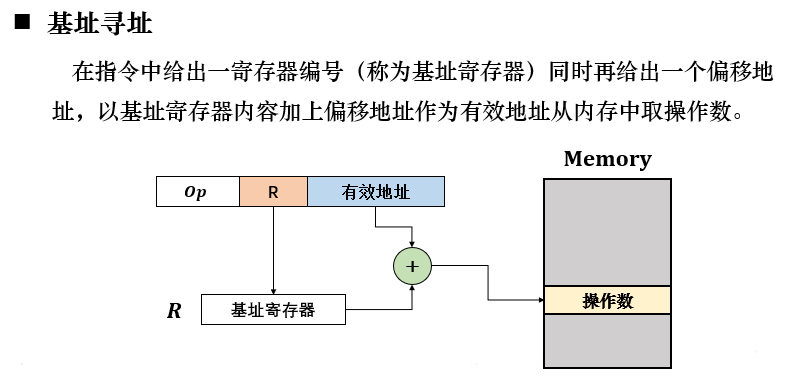 ■ 基址寻址
在指令中给出一寄存器编号（称为基址寄存器）同时再给出一个偏移地
址，以基址寄存器内容加上偏移地址作为有效地址从内存中取操作数。
Memory
Op R 有效地址
+
操作数
R 基址寄存器